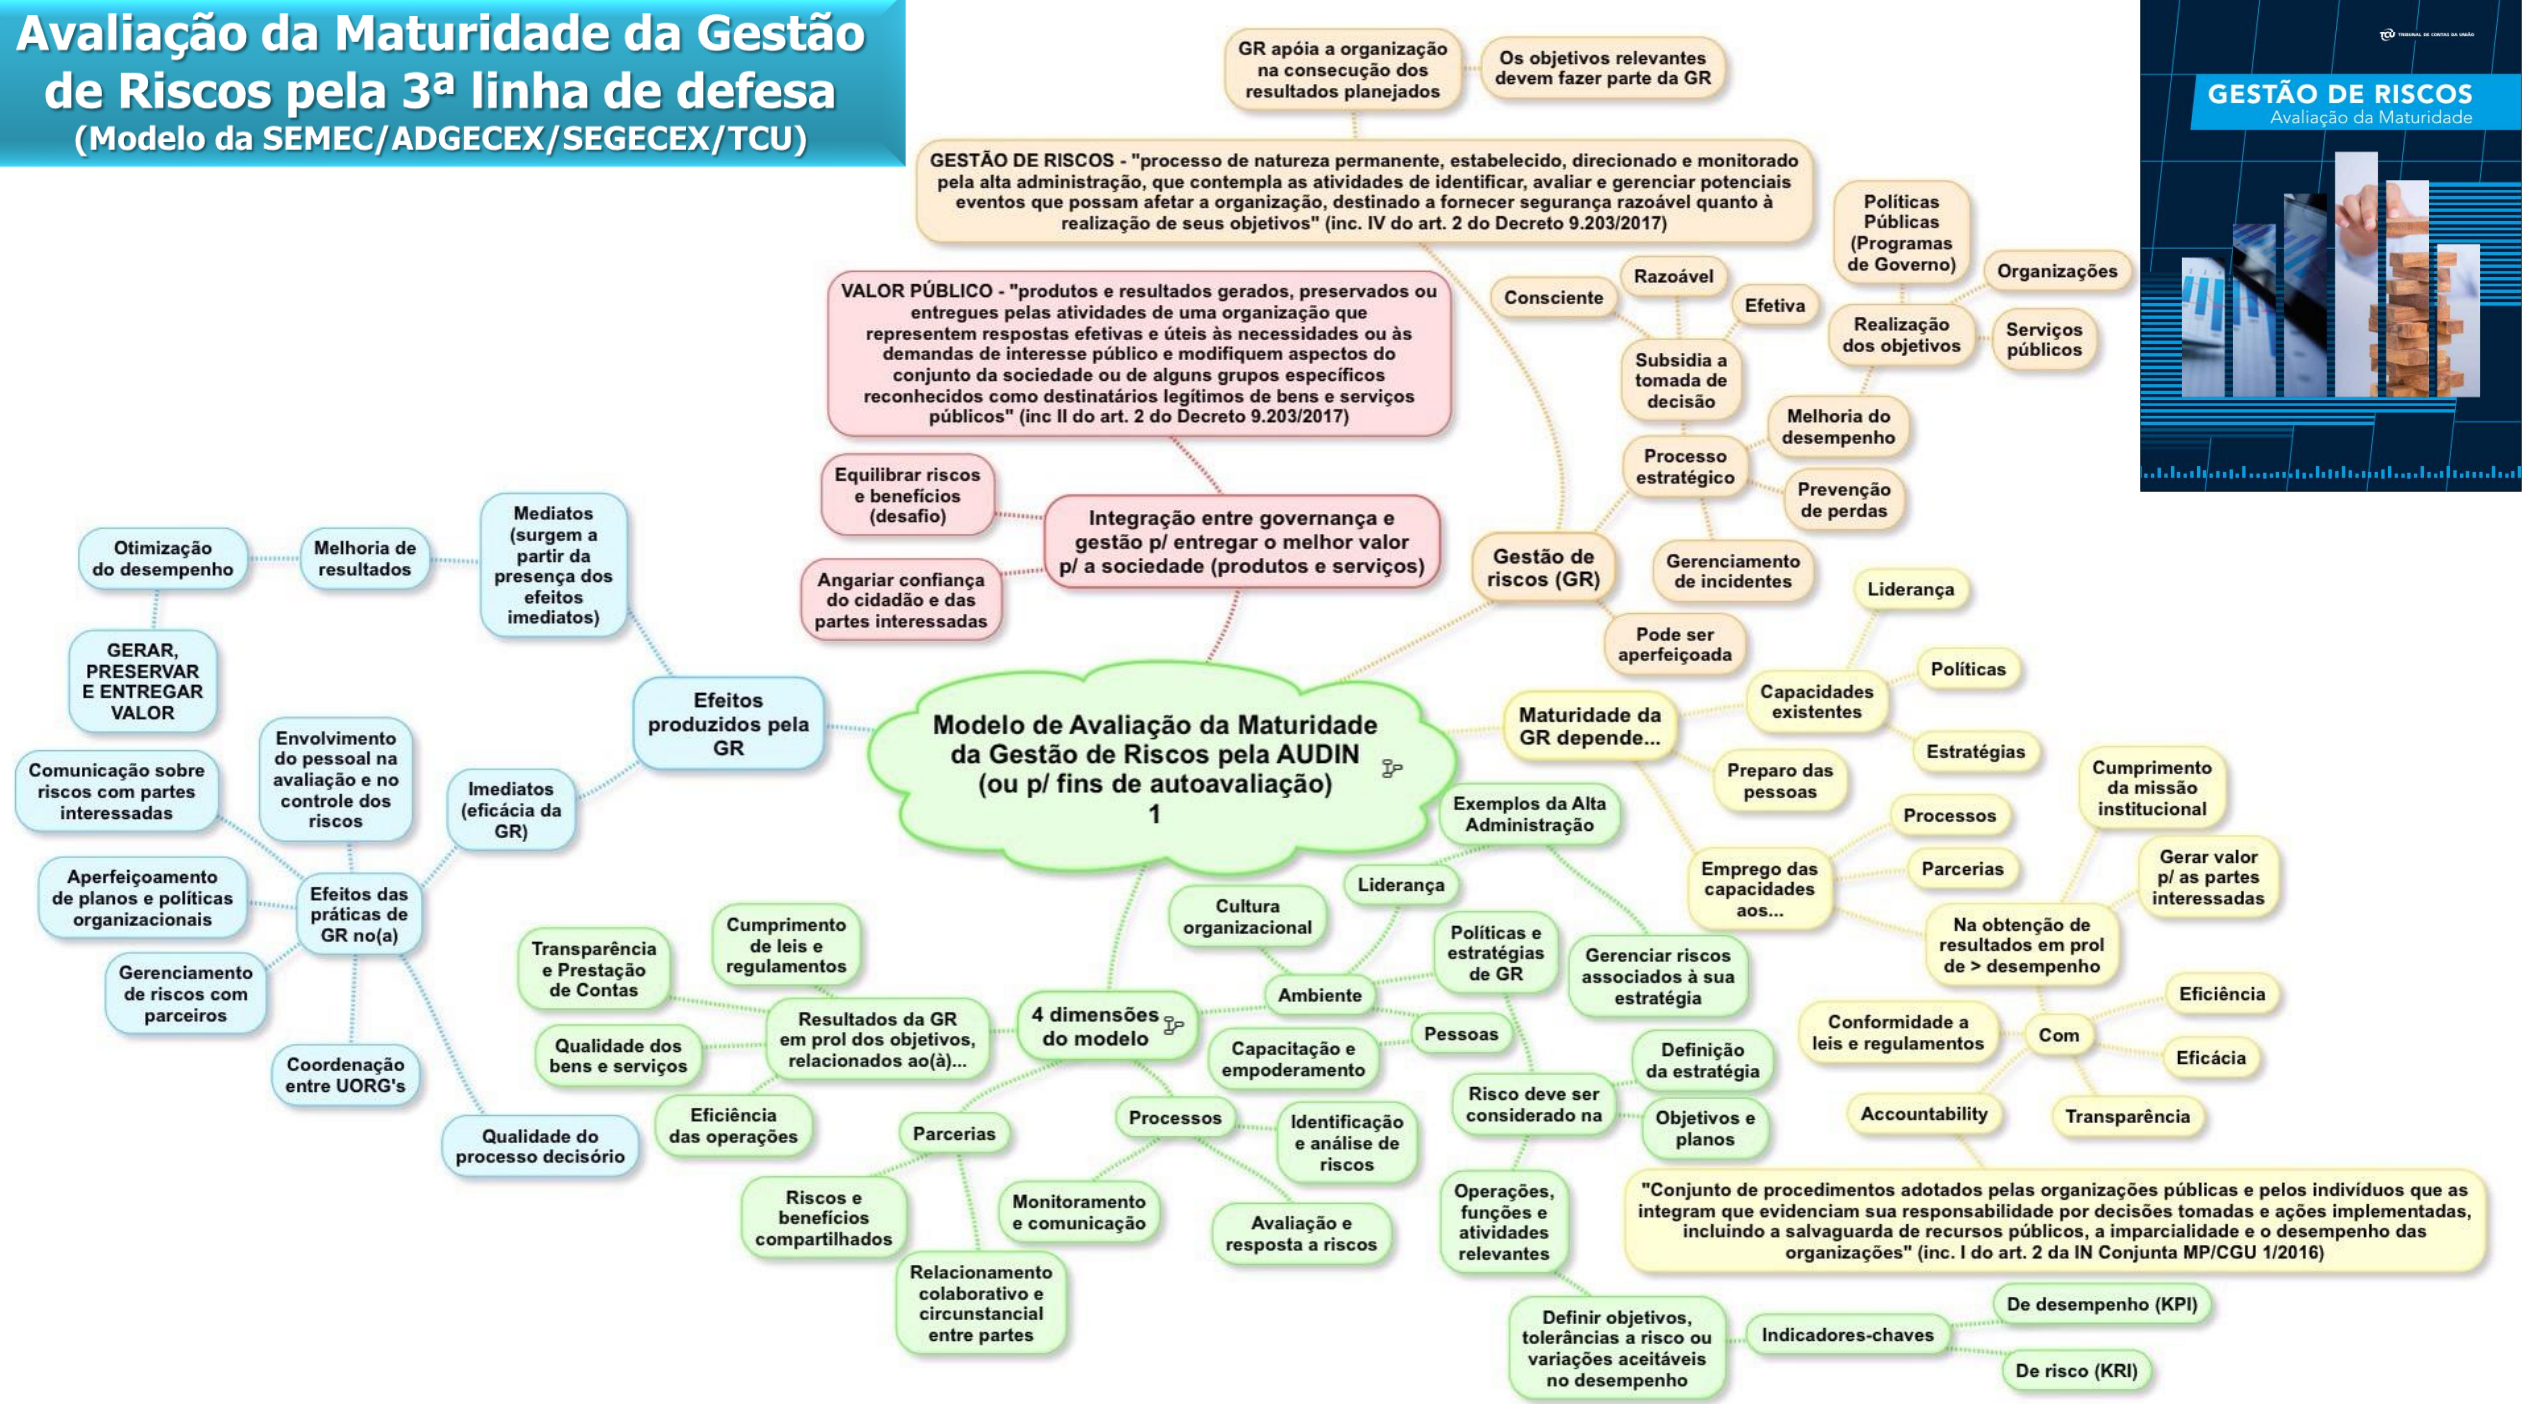 Avaliação da Maturidade da Gestão
de Riscos pela 3ª linha de defesa
(Modelo da SEMEC/ADGECEX/SEGECEX/TCU)
TCU TRIBUNAL DE CONTAS DA UNIÃO
GESTÃO DE RISCOS
Avaliação da Maturidade
GR apóia a organização
na consecução dos
resultados planejados
Os objetivos relevantes
devem fazer parte da GR
GESTÃO DE RISCOS - "processo de natureza permanente, estabelecido, direcionado e monitorado
pela alta administração, que contempla as atividades de identificar, avaliar e gerenciar potenciais
eventos que possam afetar a organização, destinado a fornecer segurança razoável quanto à
realização de seus objetivos" (inc. IV do art. 2 do Decreto 9.203/2017)
VALOR PÚBLICO - "produtos e resultados gerados, preservados ou
entregues pelas atividades de uma organização que
representem respostas efetivas e úteis às necessidades ou às
demandas de interesse público e modifiquem aspectos do
conjunto da sociedade ou de alguns grupos específicos
reconhecidos como destinatários legítimos de bens e serviços
públicos" (inc II do art. 2 do Decreto 9.203/2017)
Equilibrar riscos
e benefícios
(desafio)
Angariar confiança
do cidadão e das
partes interessadas
Integração entre governança e
gestão p/ entregar o melhor valor
p/ a sociedade (produtos e serviços)
Consciente
Razoável
Efetiva
Subsidia a
tomada de
decisão
Políticas
Públicas
(Programas
de Governo)
Organizações
Realização
dos objetivos
Serviços
públicos
Melhoria do
desempenho
Processo
estratégico
Prevenção
de perdas
Gestão de
riscos (GR)
Gerenciamento
de incidentes
Pode ser
aperfeiçoada
Otimização
do desempenho
Melhoria de
resultados
Mediatos
(surgem a
partir da
presença dos
efeitos
imediatos)
GERAR,
PRESERVAR
E ENTREGAR
VALOR
Efeitos
produzidos pela
GR
Envolvimento
do pessoal na
avaliação e no
controle dos
riscos
Comunicação sobre
riscos com partes
interessadas
Imediatos
(eficácia da
GR)
Aperfeiçoamento
de planos e políticas
organizacionais
Efeitos das
práticas de
GR no(a)
Gerenciamento
de riscos com
parceiros
Coordenação
entre UORG's
Qualidade do
processo decisório
Modelo de Avaliação da Maturidade
da Gestão de Riscos pela AUDIN
(ou p/ fins de autoavaliação)
1
Maturidade da
GR depende...
Capacidades
existentes
Liderança
Políticas
Estratégias
Preparo das
pessoas
Emprego das
capacidades
aos...
Processos
Parcerias
Na obtenção de
resultados em prol
de > desempenho
Cumprimento
da missão
institucional
Gerar valor
p/ as partes
interessadas
Com
Eficiência
Eficácia
Transparência
Accountability
Conformidade a
leis e regulamentos
"Conjunto de procedimentos adotados pelas organizações públicas e pelos indivíduos que as
integram que evidenciam sua responsabilidade por decisões tomadas e ações implementadas,
incluindo a salvaguarda de recursos públicos, a imparcialidade e o desempenho das
organizações" (inc. I do art. 2 da IN Conjunta MP/CGU 1/2016)
4 dimensões
do modelo
Ambiente
Cultura
organizacional
Liderança
Exemplos da Alta
Administração
Gerenciar riscos
associados à sua
estratégia
Políticas e
estratégias
de GR
Pessoas
Capacitação e
empoderamento
Risco deve ser
considerado na
Definição
da estratégia
Objetivos e
planos
Operações,
funções e
atividades
relevantes
Definir objetivos,
tolerâncias a risco ou
variações aceitáveis
no desempenho
Indicadores-chaves
De desempenho (KPI)
De risco (KRI)
Processos
Identificação
e análise de
riscos
Avaliação e
resposta a riscos
Monitoramento
e comunicação
Parcerias
Riscos e
benefícios
compartilhados
Relacionamento
colaborativo e
circunstancial
entre partes
Resultados da GR
em prol dos objetivos,
relacionados ao(à)...
Cumprimento
de leis e
regulamentos
Transparência
e Prestação
de Contas
Qualidade dos
bens e serviços
Eficiência
das operações